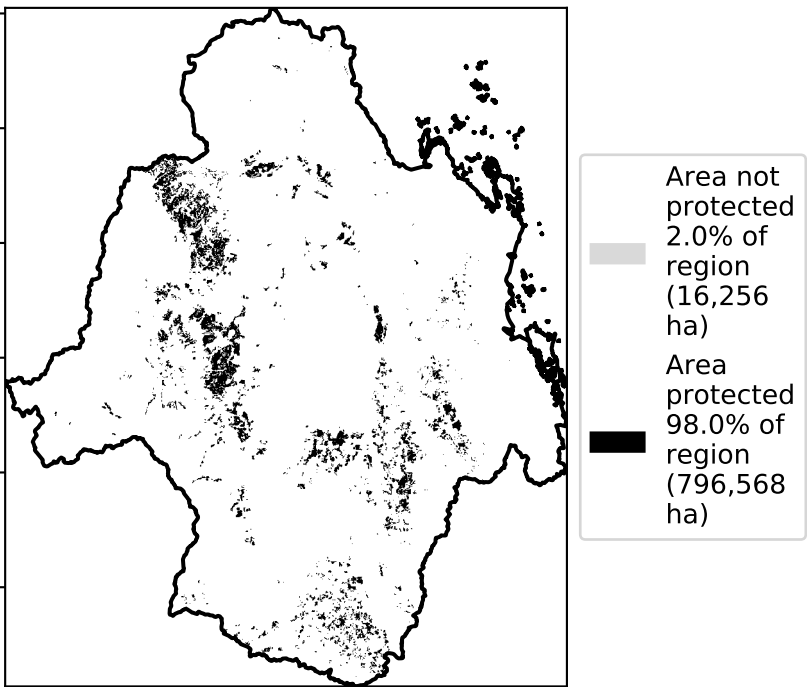 Area not
protected
2.0% of
region
(16,256
ha)
Area
protected
98.0% of
region
(796,568
ha)